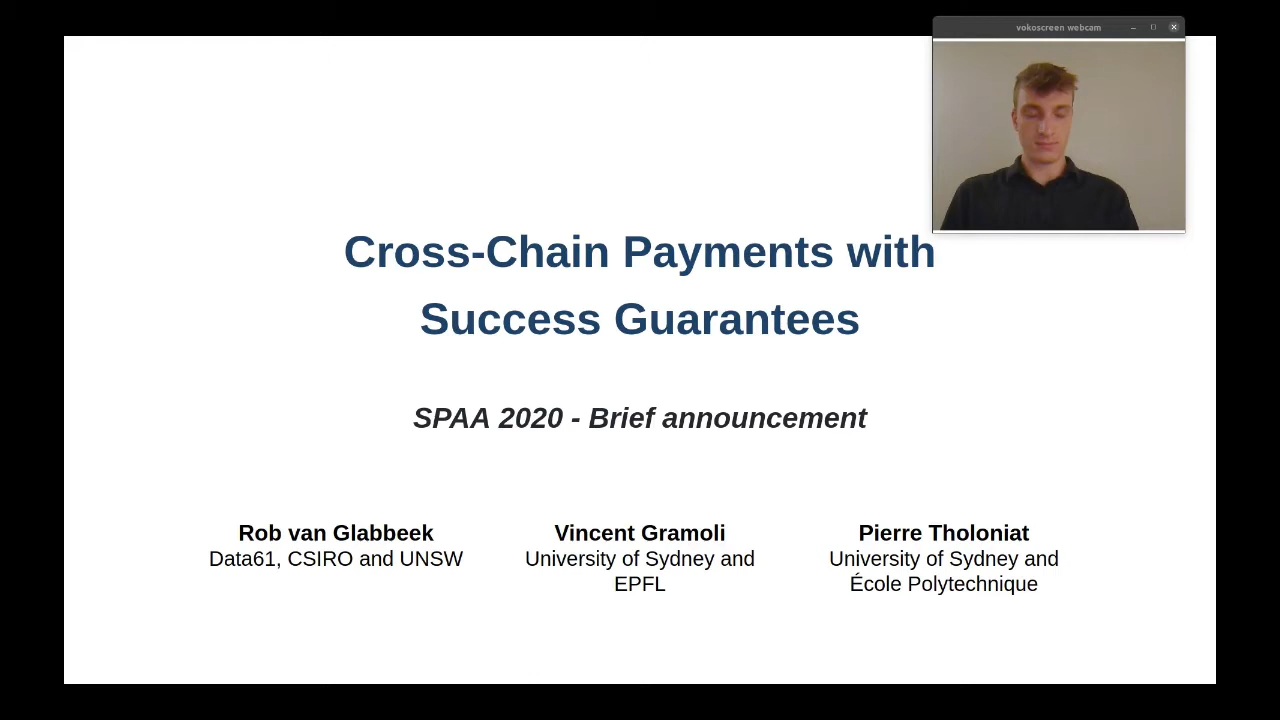 vokoscreen webcam
Cross-Chain Payments with
Success Guarantees
SPAA 2020 - Brief announcement
Rob van Glabbeek
Data61, CSIRO and UNSW
Vincent Gramoli
University of Sydney and
EPFL
Pierre Tholoniat
University of Sydney and
École Polytechnique